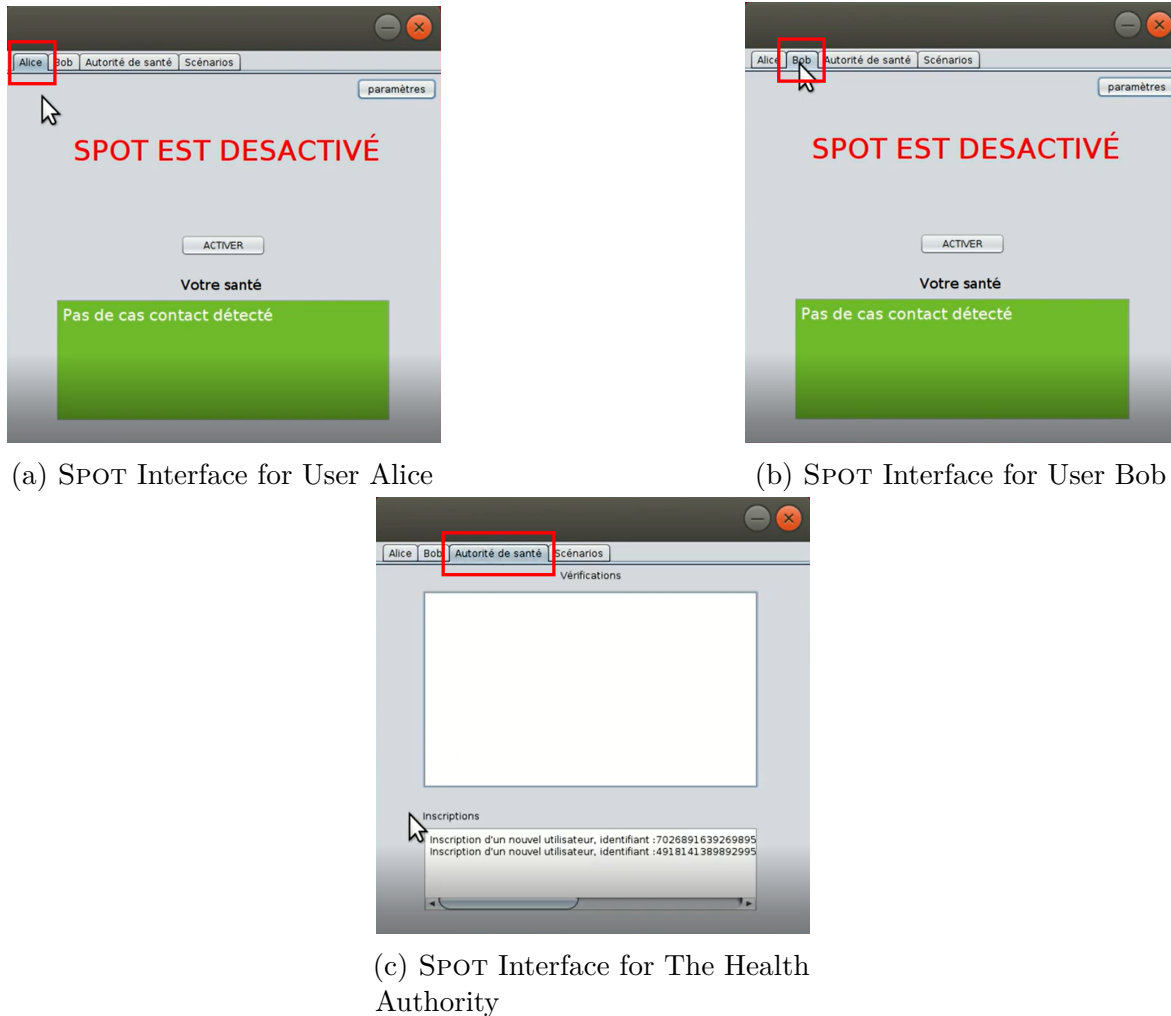 Alice Bob Autorité de santé Scénarios
paramètres
SPOT EST DESACTIVÉ
ACTIVER
Votre santé
Pas de cas contact détecté
(a) SPOT Interface for User Alice
Alice Bob Autorité de santé Scénarios
paramètres
SPOT EST DESACTIVÉ
ACTIVER
Votre santé
Pas de cas contact détecté
(b) SPOT Interface for User Bob
Alice Bob Autorité de santé Scénarios
Vérifications
Inscriptions
Inscription d'un nouvel utilisateur, identifiant :7026891639269895
Inscription d'un nouvel utilisateur, identifiant :4918141389892995
(c) SPOT Interface for The Health
Authority